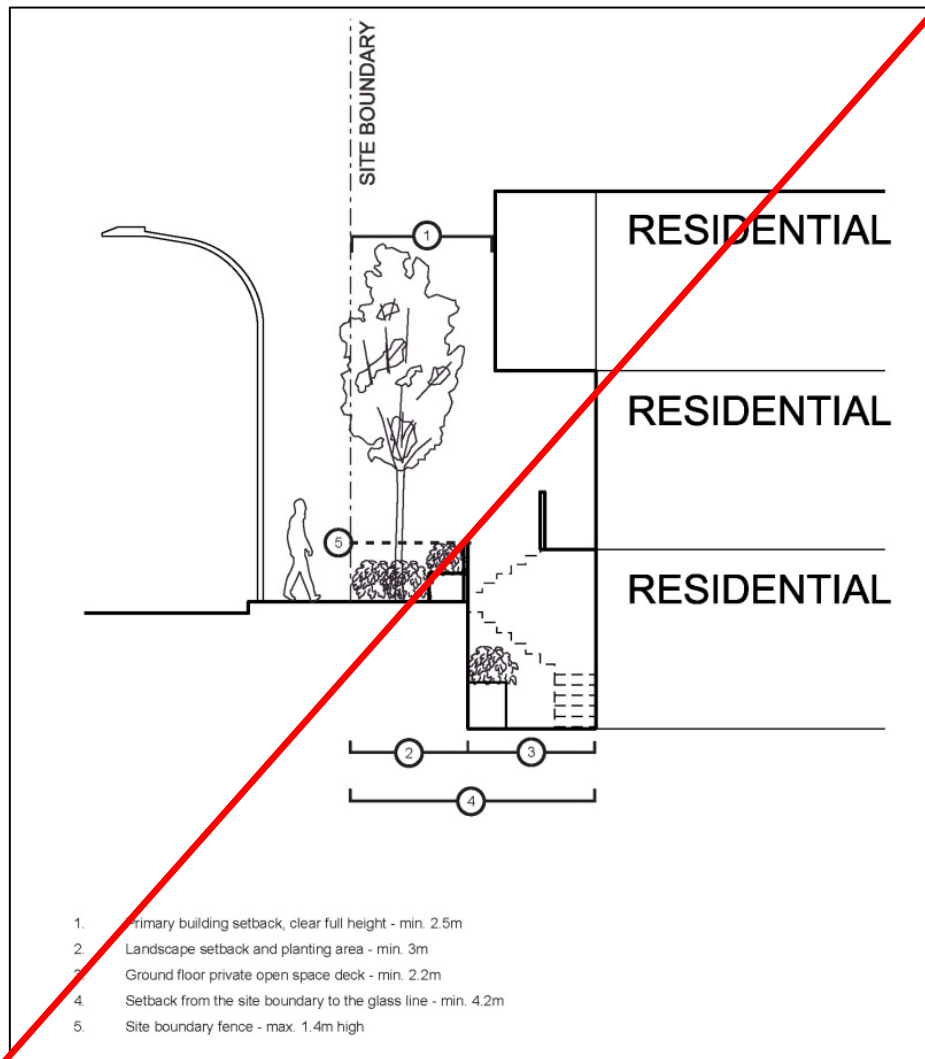 SITE BOUNDARY
1
RESIDENTIAL
RESIDENTIAL
5
RESIDENTIAL
2
3
4
1. Primary building setback, clear full height - min. 2.5m
2. Landscape setback and planting area - min. 3m
3. Ground floor private open space deck - min. 2.2m
4. Setback from the site boundary to the glass line - min. 4.2m
5. Site boundary fence - max. 1.4m high